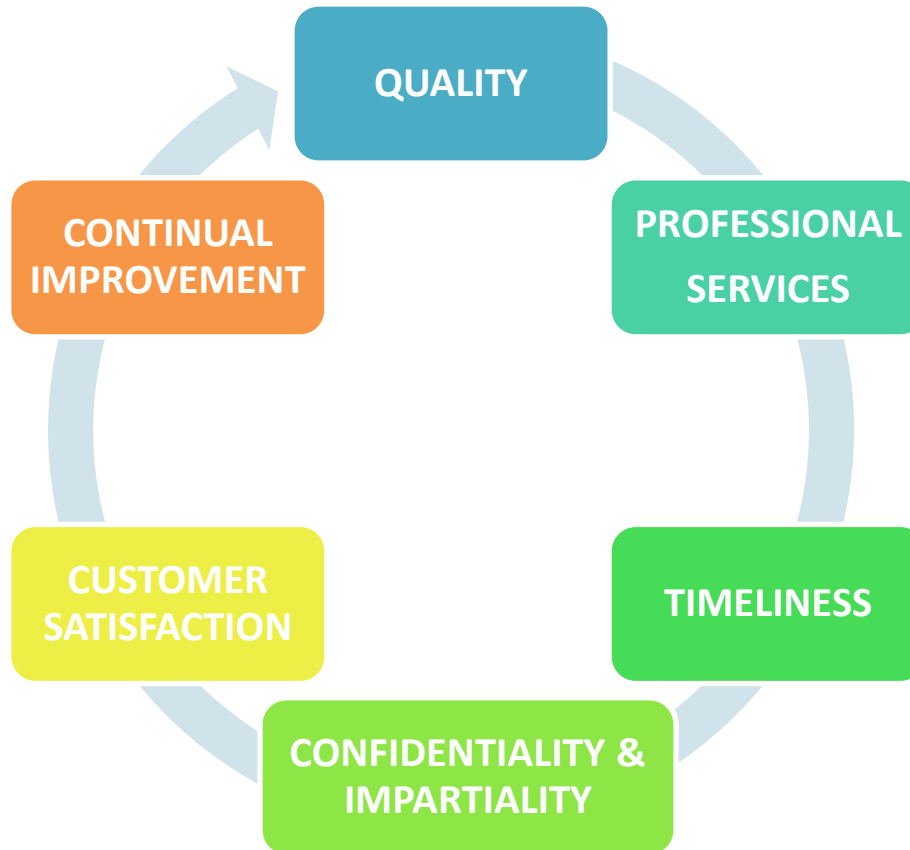 QUALITY
PROFESSIONAL
SERVICES
TIMELINESS
CONFIDENTIALITY &
IMPARTIALITY
CUSTOMER
SATISFACTION
CONTINUAL
IMPROVEMENT